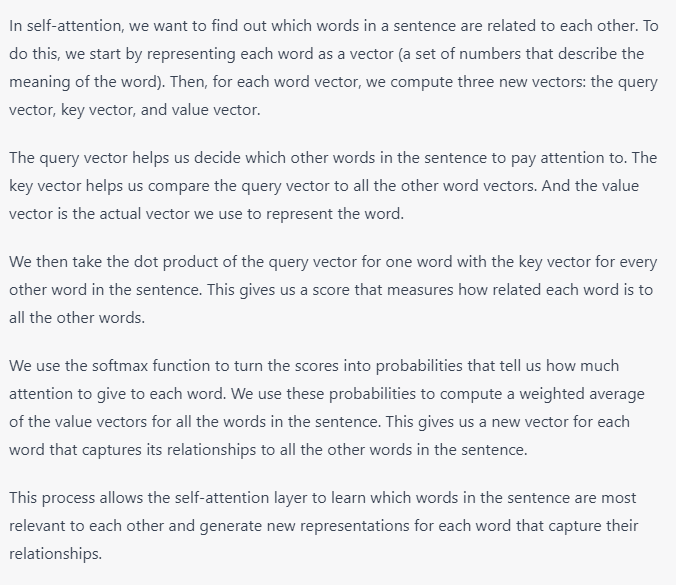 In self-attention, we want to find out which words in a sentence are related to each other. To
do this, we start by representing each word as a vector (a set of numbers that describe the
meaning of the word). Then, for each word vector, we compute three new vectors: the query
vector, key vector, and value vector.
The query vector helps us decide which other words in the sentence to pay attention to. The
key vector helps us compare the query vector to all the other word vectors. And the value
vector is the actual vector we use to represent the word.
We then take the dot product of the query vector for one word with the key vector for every
other word in the sentence. This gives us a score that measures how related each word is to
all the other words.
We use the softmax function to turn the scores into probabilities that tell us how much
attention to give to each word. We use these probabilities to compute a weighted average
of the value vectors for all the words in the sentence. This gives us a new vector for each
word that captures its relationships to all the other words in the sentence.
This process allows the self-attention layer to learn which words in the sentence are most
relevant to each other and generate new representations for each word that capture their
relationships.